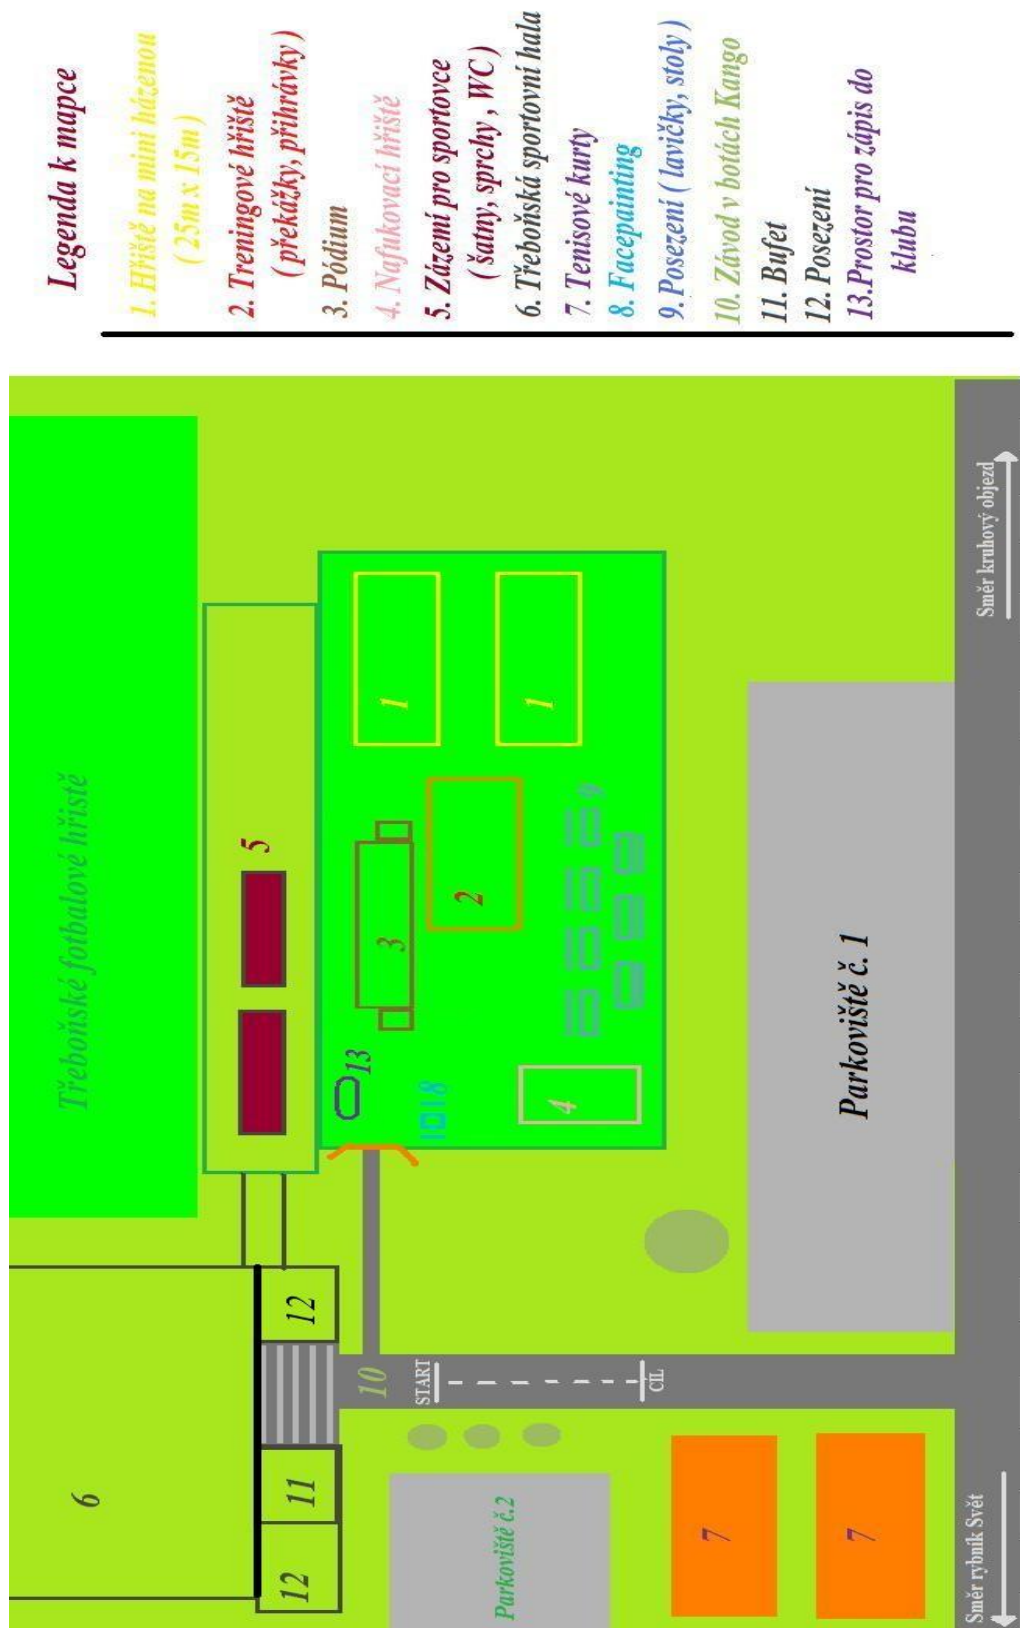 Legenda k mapce
1. Hřiště na mini házenou
( 25m x 15m )
2. Treningové hřiště
( překážky, přihrávky )
3. Pódium
4. Nafukovací hřiště
5. Zázemí pro sportovce
( šatny, sprchy , WC )
6. Třeboňská sportovní hala
7. Tenisové kurty
8. Facepainting
9.Posezení ( lavičky, stoly )
10. Závod v botách Kango
11. Bufet
12. Posezení
13.Prostor pro zápis do
klubu
Třeboňské fotbalové hřiště
6
5
12
11
12
13
3
1
10
8
2
START
4
9
1
CÍL
Parkoviště č.2
Parkoviště č. 1
7
7
Směr rybník Svět
Směr kruhový objezd